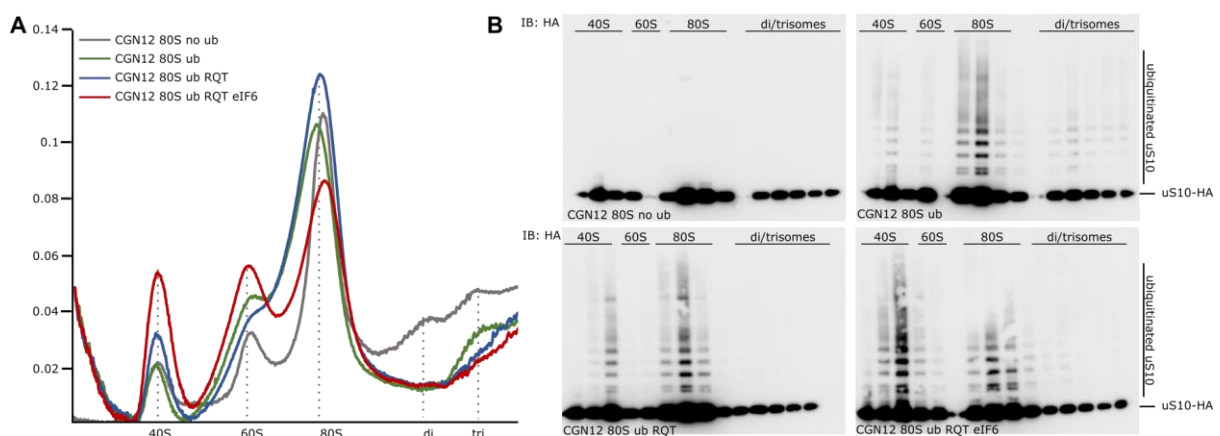 A
0.14
0.12
0.1
0.08
0.06
0.04
0.02
CGN12 80S no ub
CGN12 80S ub
CGN12 80S ub RQT
CGN12 80S ub RQT eIF6
40S 60S 80S di tri
B
IB: HA 40S 60S 80S di/trisomes 40S 60S 80S di/trisomes
ubiquitinated uS10
uS10-HA
CGN12 80S no ub CGN12 80S ub
IB: HA 40S 60S 80S di/trisomes 40S 60S 80S di/trisomes
ubiquitinated uS10
uS10-HA
CGN12 80S ub RQT CGN12 80S ub RQT eIF6